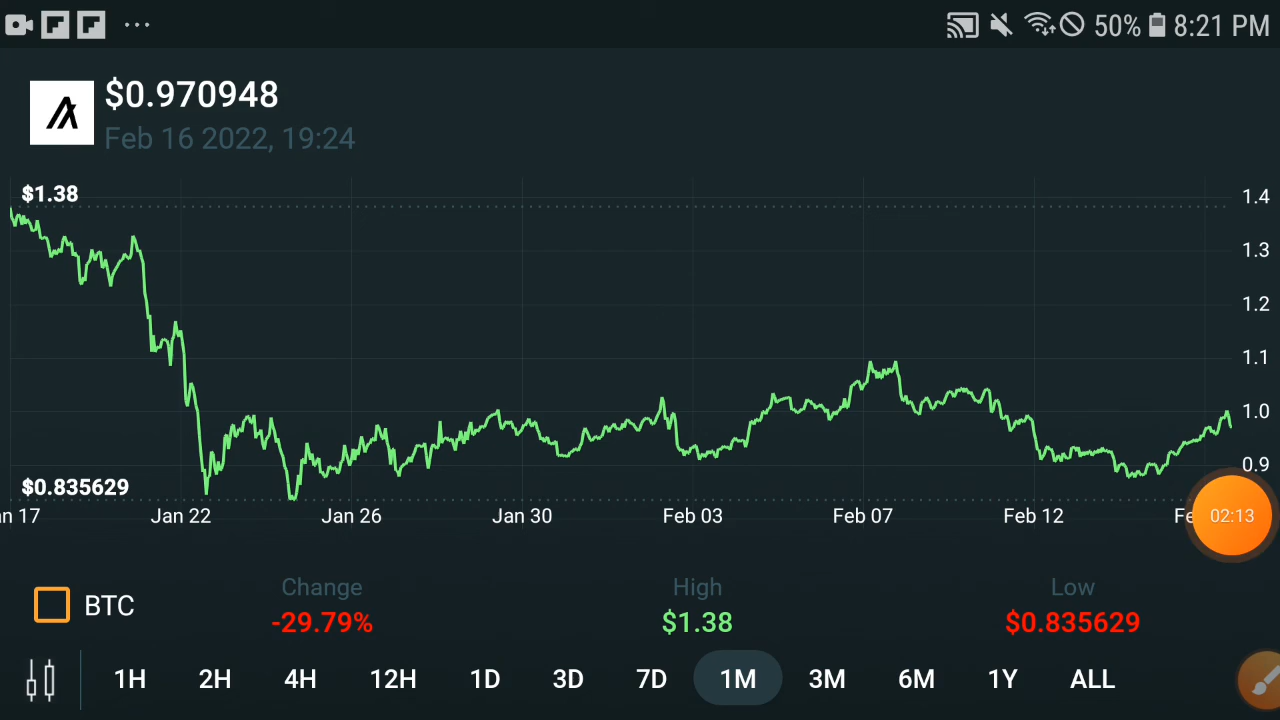 50% 8:21 PM
$0.970948
Feb 16 2022, 19:24
$1.38
1.4
1.3
1.2
1.1
1.0
0.9
$0.835629
an 17 Jan 22 Jan 26 Jan 30 Feb 03 Feb 07 Feb 12 Fe 02:13
BTC
Change High Low
-29.79% $1.38 $0.835629
1H 2H 4H 12H 1D 3D 7D 1M 3M 6M 1Y ALL